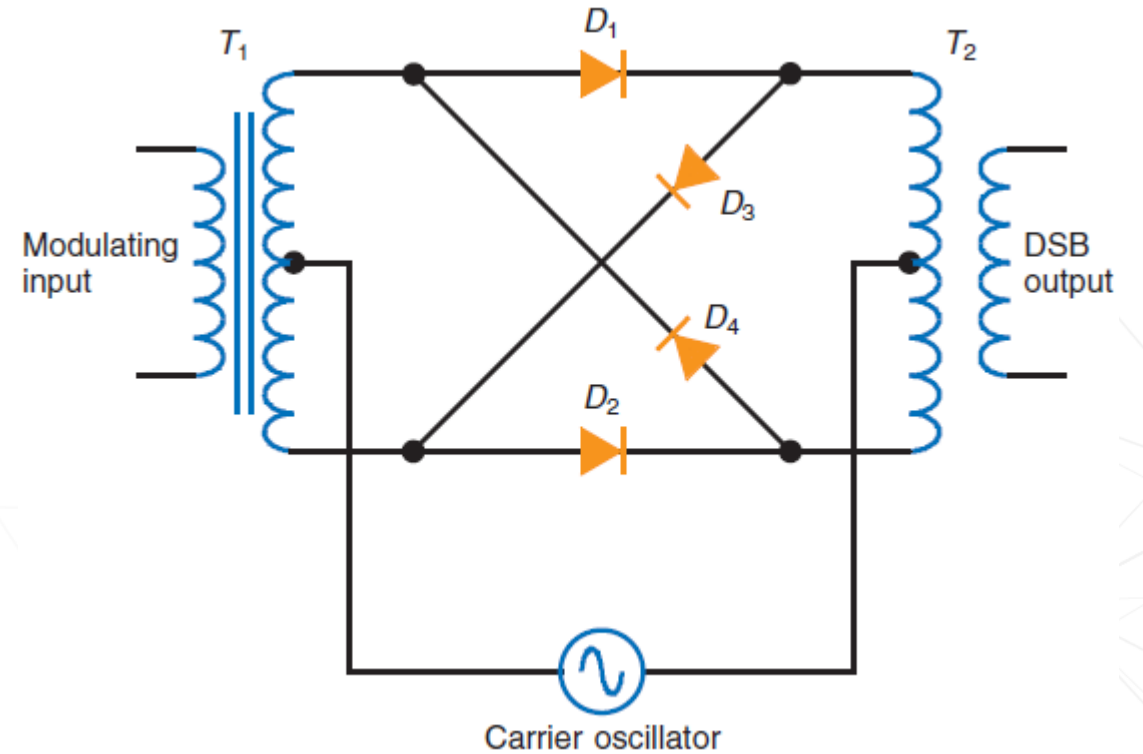 D₁
T₁
T₂
D₃
Modulating
input
DSB
output
D₄
D₂
Carrier oscillator